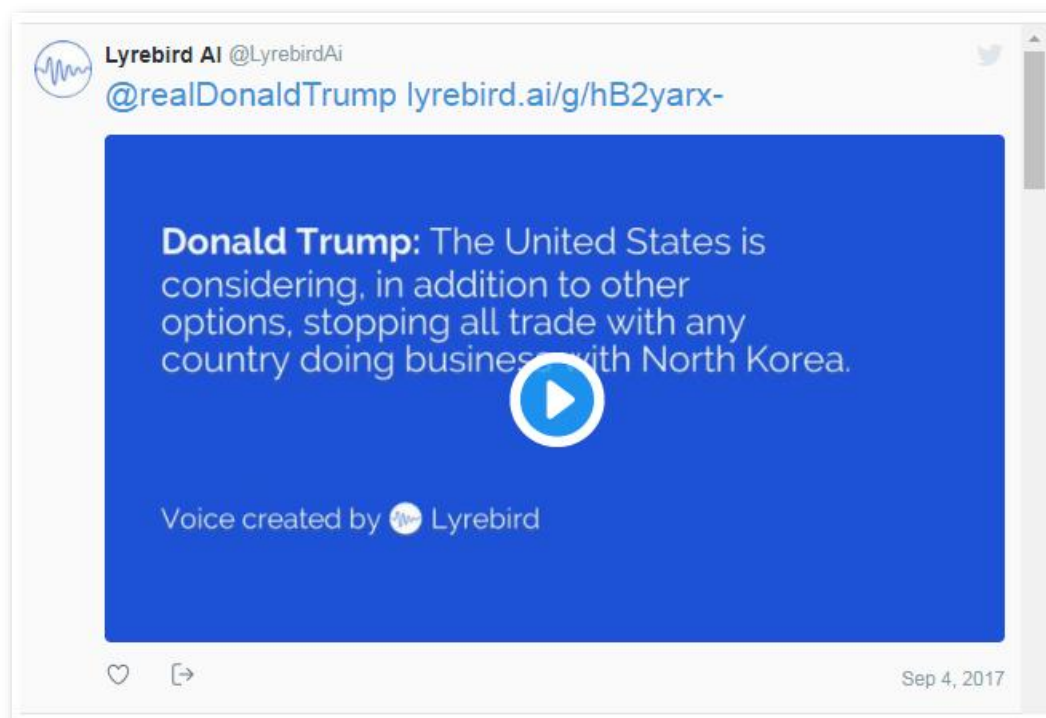 Lyrebird AI @LyrebirdAi
@realDonaldTrump lyrebird.ai/g/hB2yarx-
Donald Trump: The United States is
considering, in addition to other
options, stopping all trade with any
country doing business with North Korea.
Voice created by Lyrebird
Sep 4, 2017